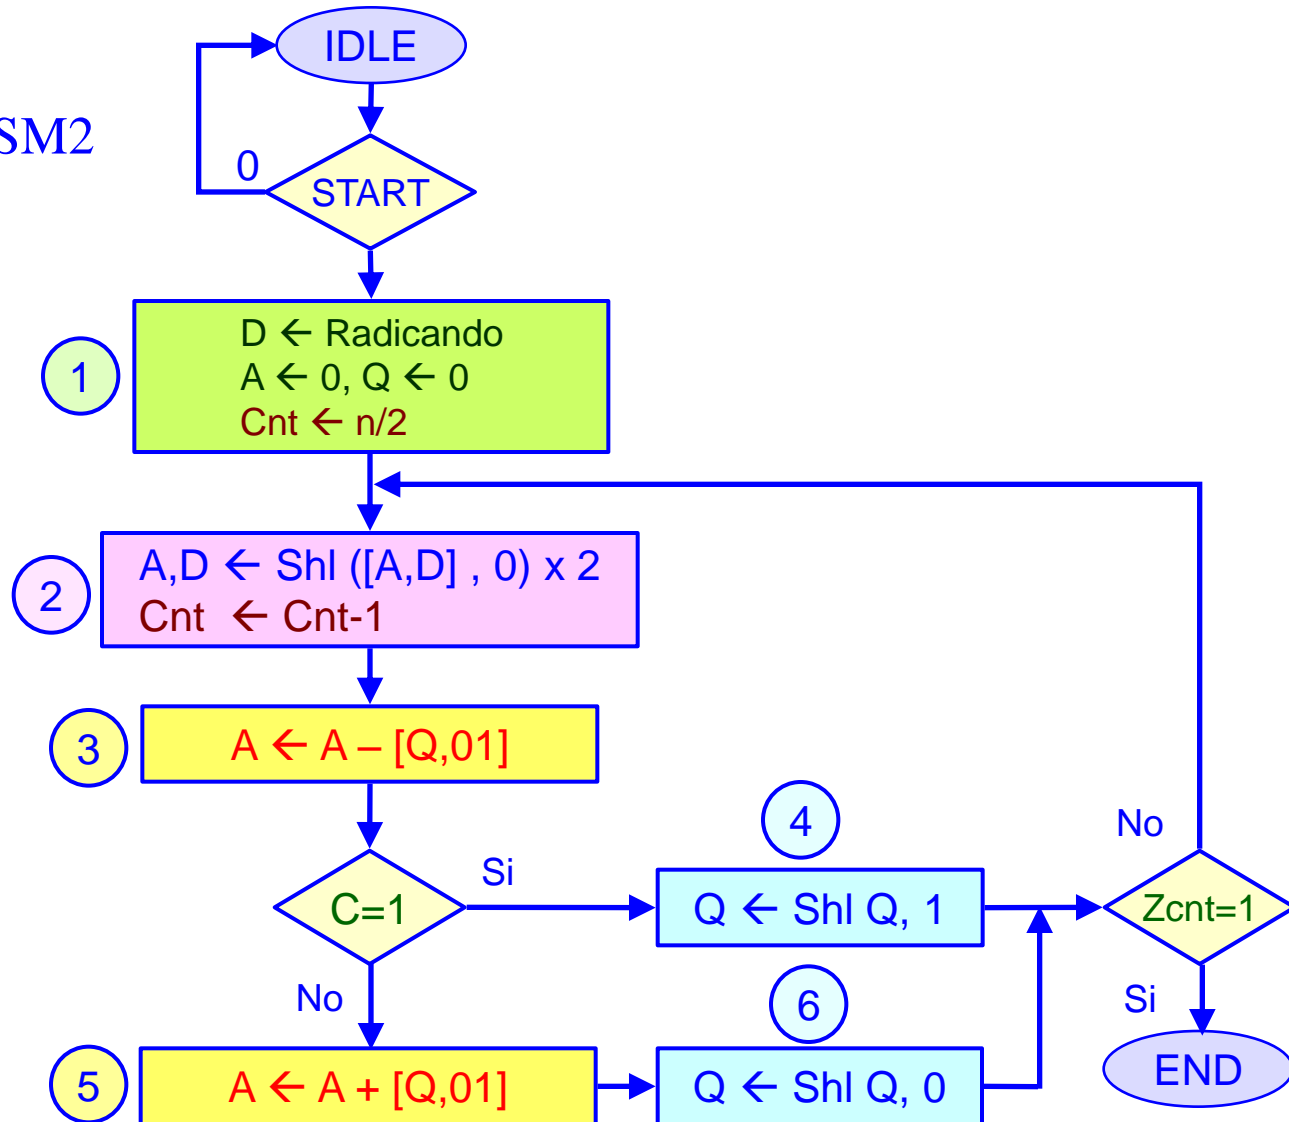 IDLE
SM2
0
START
1
D ← Radicando
A ← 0, Q ← 0
Cnt ← n/2
2
A,D ← Shl ([A,D] , 0) x 2
Cnt ← Cnt-1
3
A ← A – [Q,01]
C=1
Si
No
4
Q ← Shl Q, 1
No
Zcnt=1
Si
END
5
A ← A + [Q,01]
6
Q ← Shl Q, 0